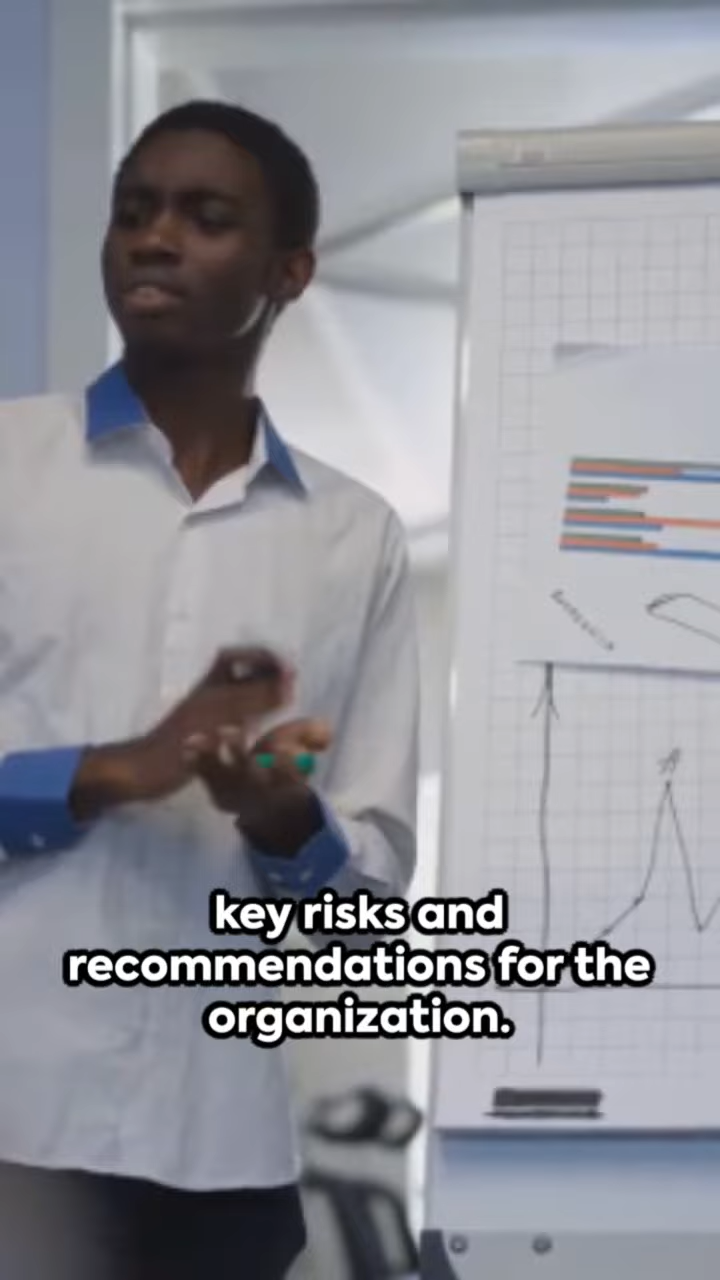 key risks and
recommendations for the
organization.